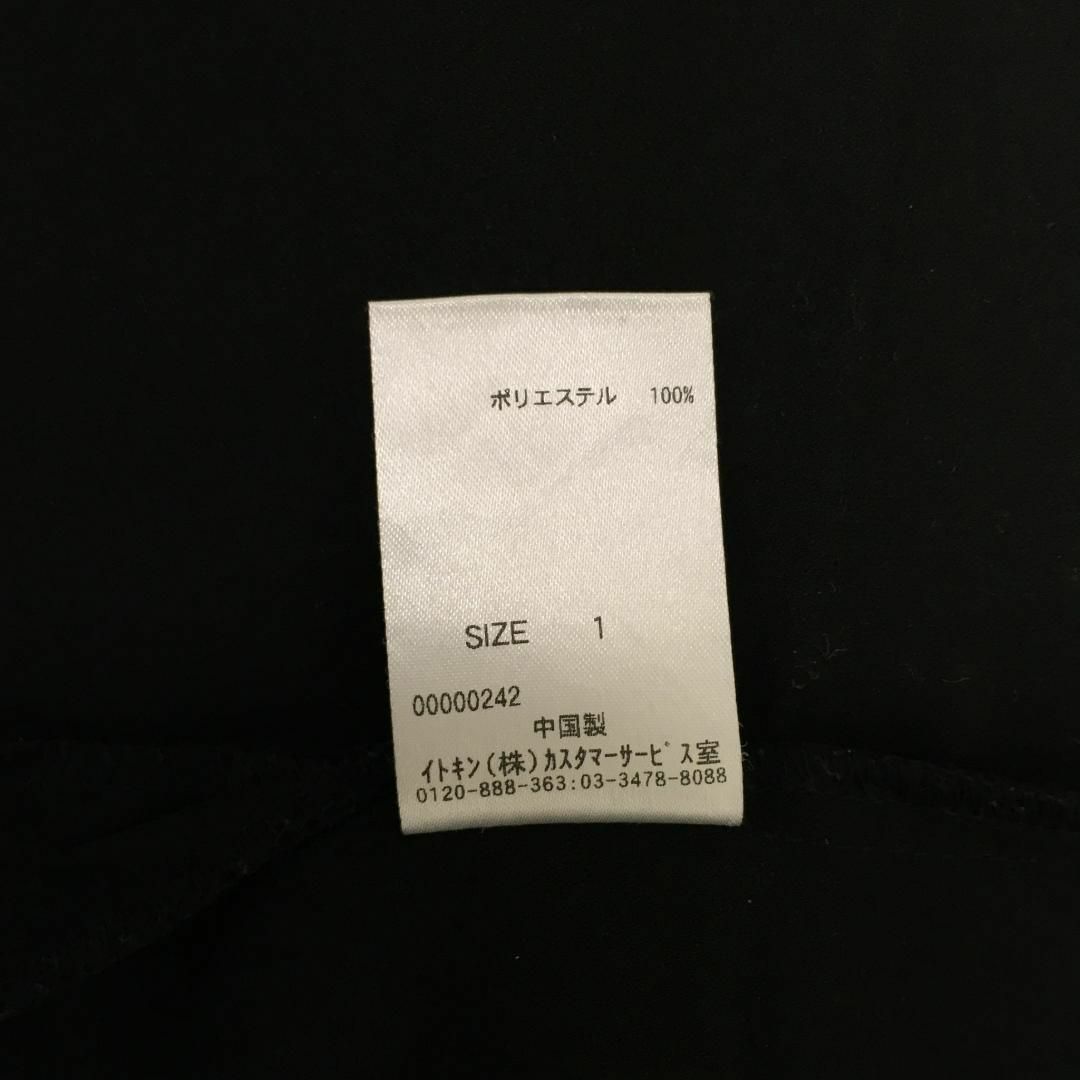 ポリエステル 100%
SIZE 1
00000242
中国製
イトキン(株)カスタマーサービス室
0120-888-363:03-3478-8088